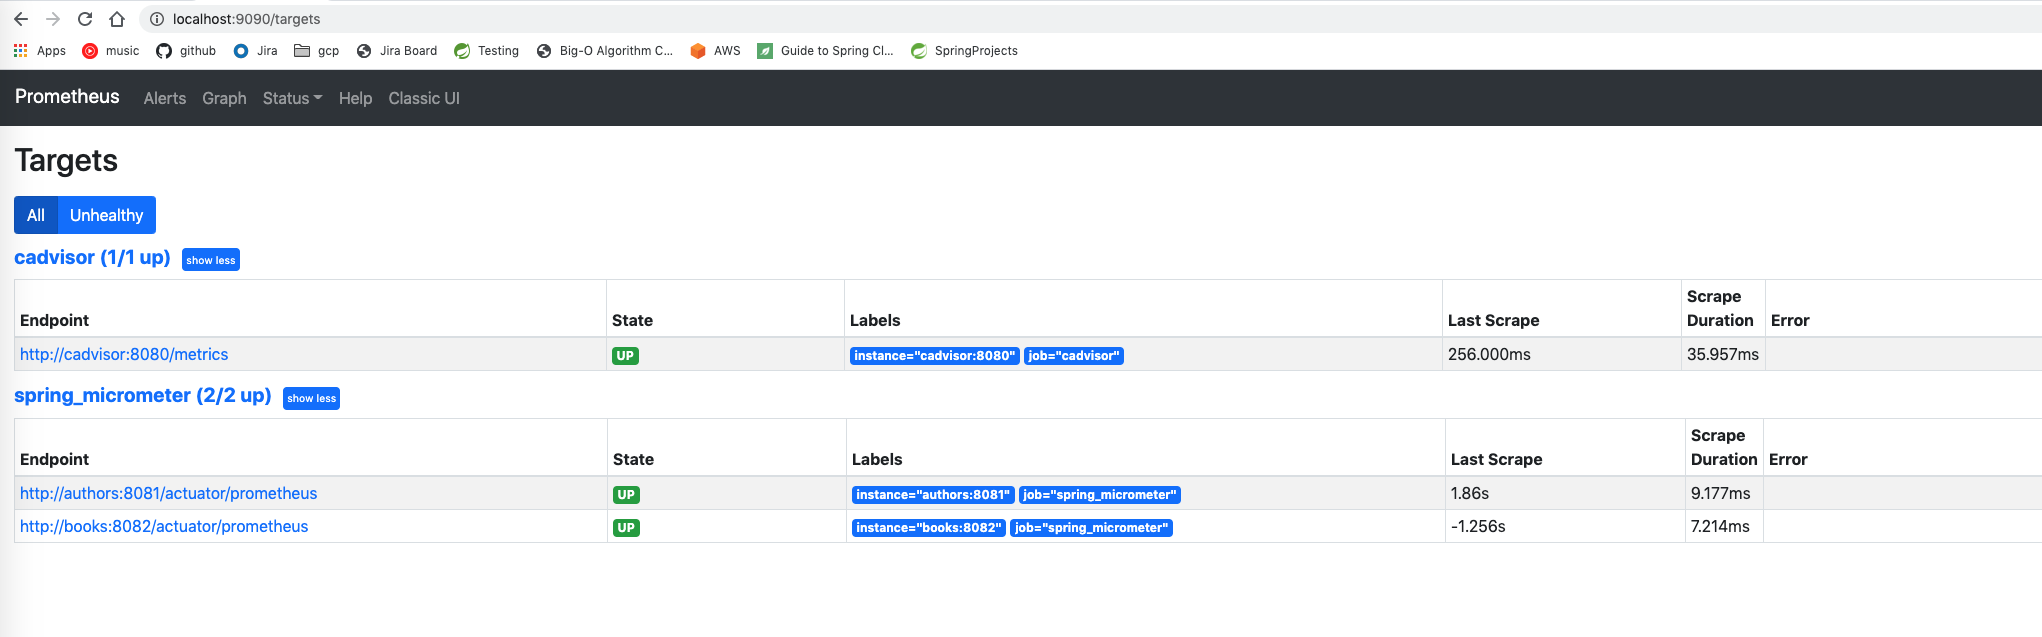 localhost:9090/targets
Apps music github Jira gcp Jira Board Testing Big-O Algorithm C... AWS Guide to Spring Cl... SpringProjects
Prometheus Alerts Graph Status Help Classic UI
Targets
All Unhealthy
cadvisor (1/1 up) show less
Endpoint State Labels Last Scrape Scrape Duration Error
http://cadvisor:8080/metrics UP instance="cadvisor:8080" job="cadvisor" 256.000ms 35.957ms
spring_micrometer (2/2 up) show less
Endpoint State Labels Last Scrape Scrape Duration Error
http://authors:8081/actuator/prometheus UP instance="authors:8081" job="spring_micrometer" 1.86s 9.177ms
http://books:8082/actuator/prometheus UP instance="books:8082" job="spring_micrometer" -1.256s 7.214ms